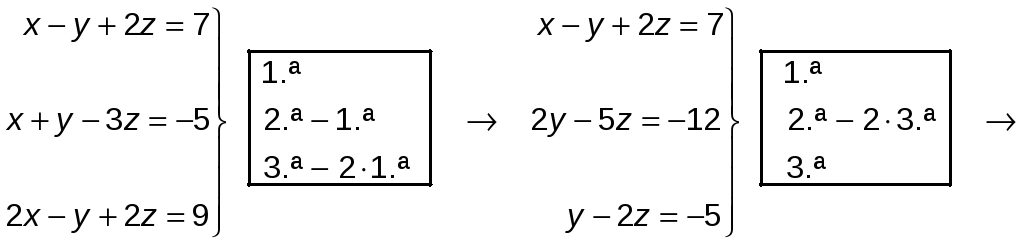 x − y + 2z = 7
x + y − 3z = −5
2x − y + 2z = 9
1.ª
2.ª − 1.ª
3.ª − 2·1.ª
→
x − y + 2z = 7
2y − 5z = −12
y − 2z = −5
1.ª
2.ª − 2·3.ª
3.ª
→